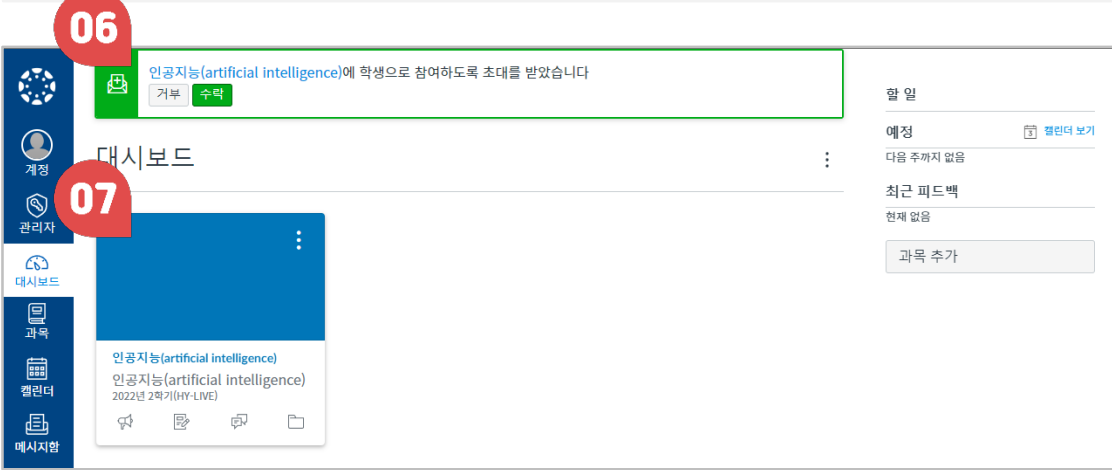 06
인공지능(artificial intelligence)에 학생으로 참여하도록 초대를 받았습니다
거부 수락
계정
관리자
대시보드
과목
캘린더
메시지함
대시보드
07
인공지능(artificial intelligence)
인공지능(artificial intelligence)
2022년 2학기(HY-LIVE)
할 일
예정 3 캘린더 보기
다음 주까지 없음
최근 피드백
현재 없음
과목 추가